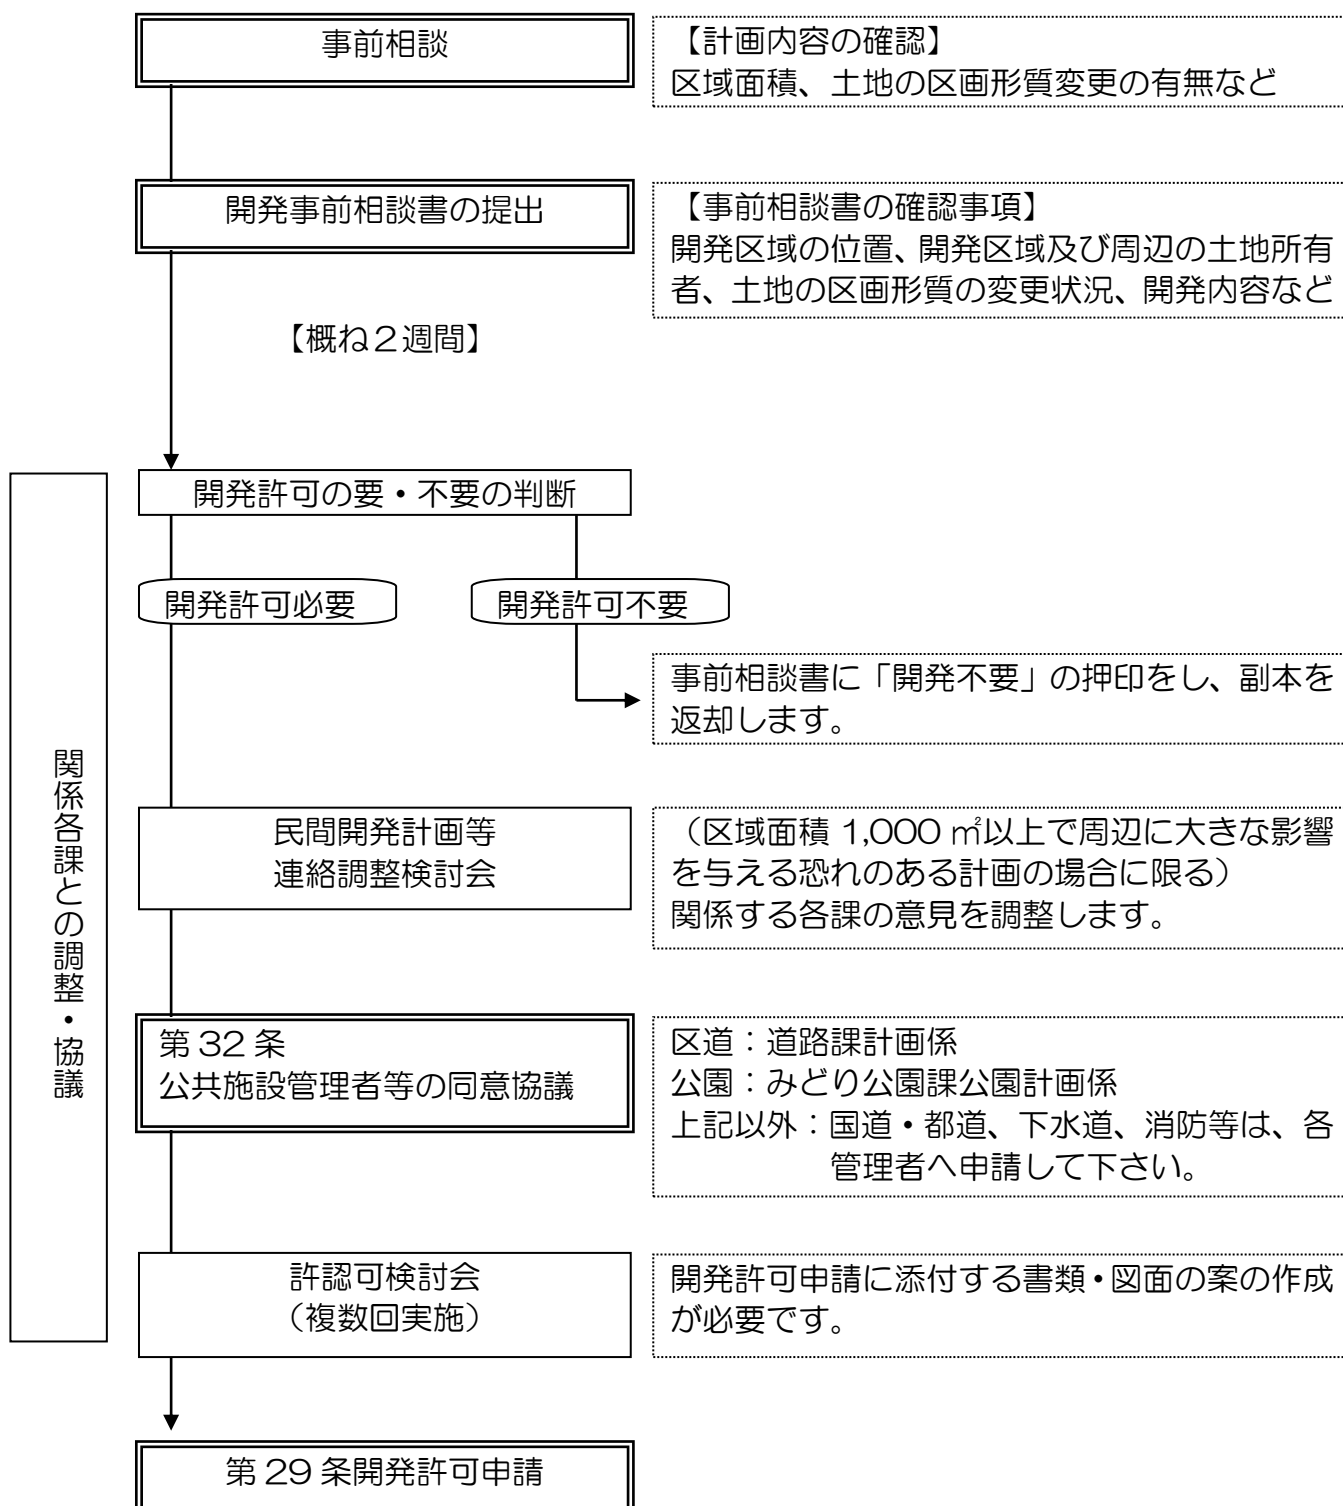 事前相談
【計画内容の確認】
区域面積、土地の区画形質変更の有無など
開発事前相談書の提出
【事前相談書の確認事項】
開発区域の位置、開発区域及び周辺の土地所有
者、土地の区画形質の変更状況、開発内容など
【概ね２週間】
関係各課との調整・協議
開発許可の要・不要の判断
開発許可必要
開発許可不要
事前相談書に「開発不要」の押印をし、副本を
返却します。
民間開発計画等
連絡調整検討会
（区域面積 1,000 ㎡以上で周辺に大きな影響
を与える恐れのある計画の場合に限る）
関係する各課の意見を調整します。
第 32 条
公共施設管理者等の同意協議
区道：道路課計画係
公園：みどり公園課公園計画係
上記以外：国道・都道、下水道、消防等は、各
管理者へ申請して下さい。
許認可検討会
（複数回実施）
開発許可申請に添付する書類・図面の案の作成
が必要です。
第 29 条開発許可申請